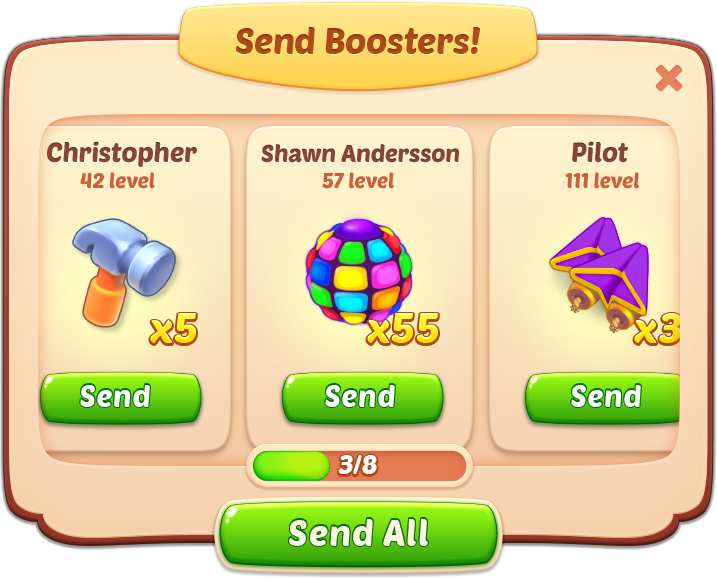 Send Boosters!
Christopher
42 level
x5
Send
Shawn Andersson
57 level
x55
Send
Pilot
111 level
x3
Send
3/8
Send All